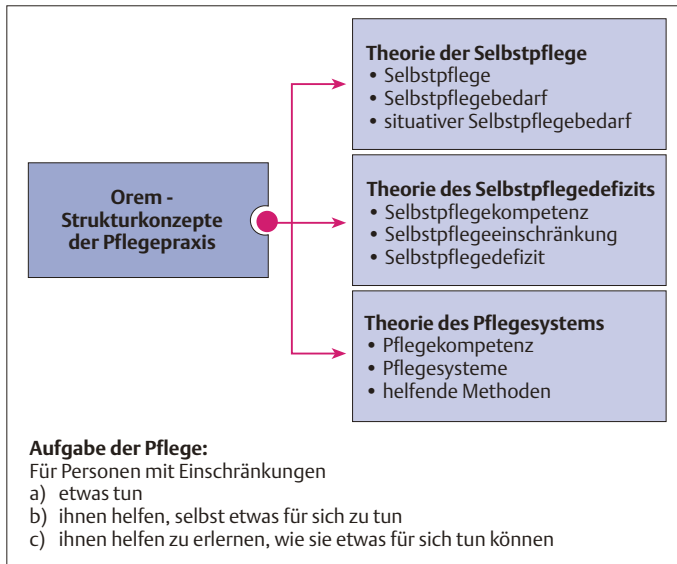 Orem -
Strukturkonzepte
der Pflegepraxis
Theorie der Selbstpflege
• Selbstpflege
• Selbstpflegebedarf
• situativer Selbstpflegebedarf
Theorie des Selbstpflegedefizits
• Selbstpflegekompetenz
• Selbstpflegeeinschränkung
• Selbstpflegedefizit
Theorie des Pflegesystems
• Pflegekompetenz
• Pflegesysteme
• helfende Methoden
Aufgabe der Pflege:
Für Personen mit Einschränkungen
a) etwas tun
b) ihnen helfen, selbst etwas für sich zu tun
c) ihnen helfen zu erlernen, wie sie etwas für sich tun können